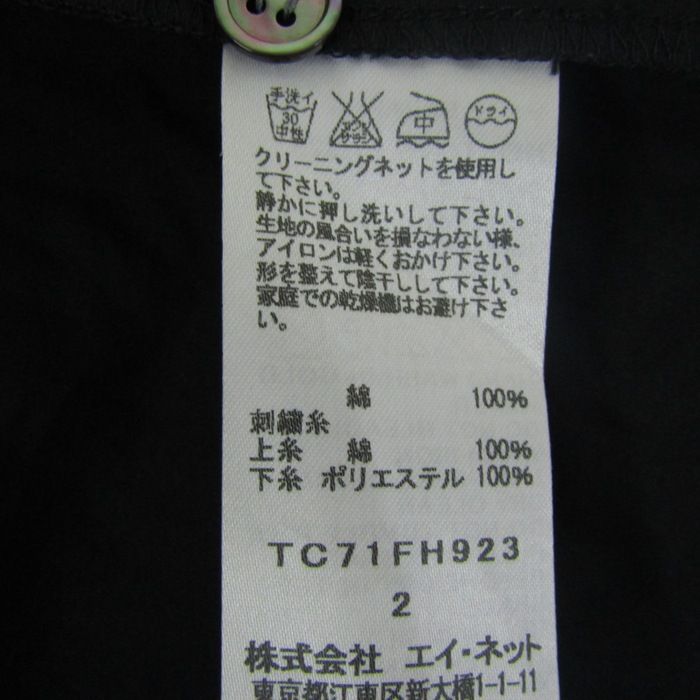 手洗イ
30
中性
エンソ
サラシ
中
ドライ
クリーニングネットを使用し
て下さい。
静かに押し洗いして下さい。
生地の風合いを損なわない様、
アイロンは軽くおかけ下さい。
形を整えて陰干しして下さい。
家庭での乾燥機はお避け下さ
い。
綿 100%
刺繍糸
上糸 綿 100%
下糸 ポリエステル 100%
TC71FH923
2
株式会社 エイ・ネット
東京都江東区新大橋1-1-11